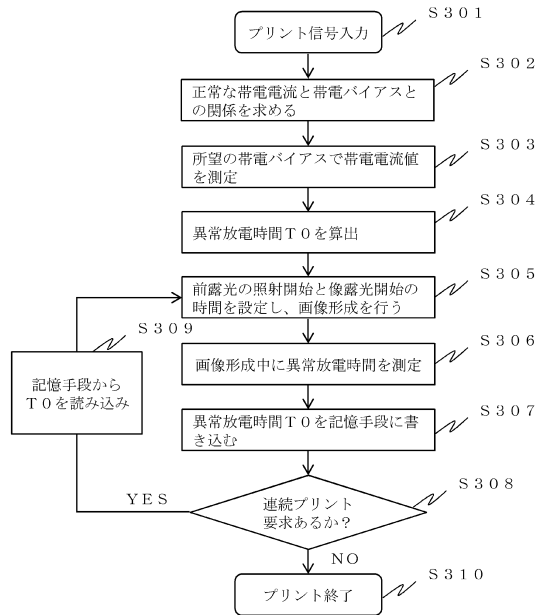 プリント信号入力
S301
正常な帯電電流と帯電バイアスと
の関係を求める
S302
所望の帯電バイアスで帯電電流値
を測定
S303
異常放電時間T0を算出
S304
前露光の照射開始と像露光開始の
時間を設定し、画像形成を行う
S305
画像形成中に異常放電時間を測定
S306
異常放電時間T0を記憶手段に書
き込む
S307
連続プリント
要求あるか？
S308
YES
記憶手段から
T0を読み込み
S309
NO
プリント終了
S310